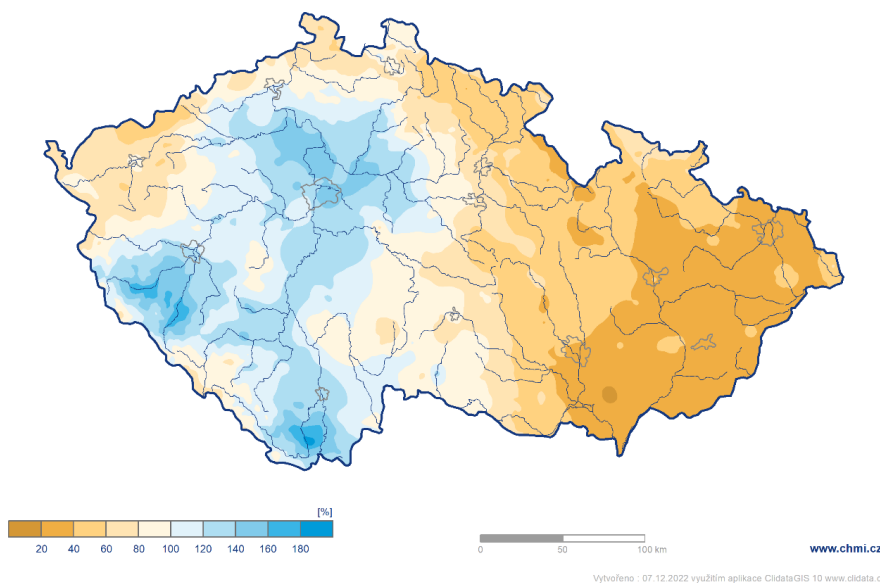 [%]
20 40 60 80 100 120 140 160 180
0 50 100 km
www.chmi.cz
Vytvořeno : 07.12.2022 využitím aplikace ClidataGIS 10 www.clidata.c